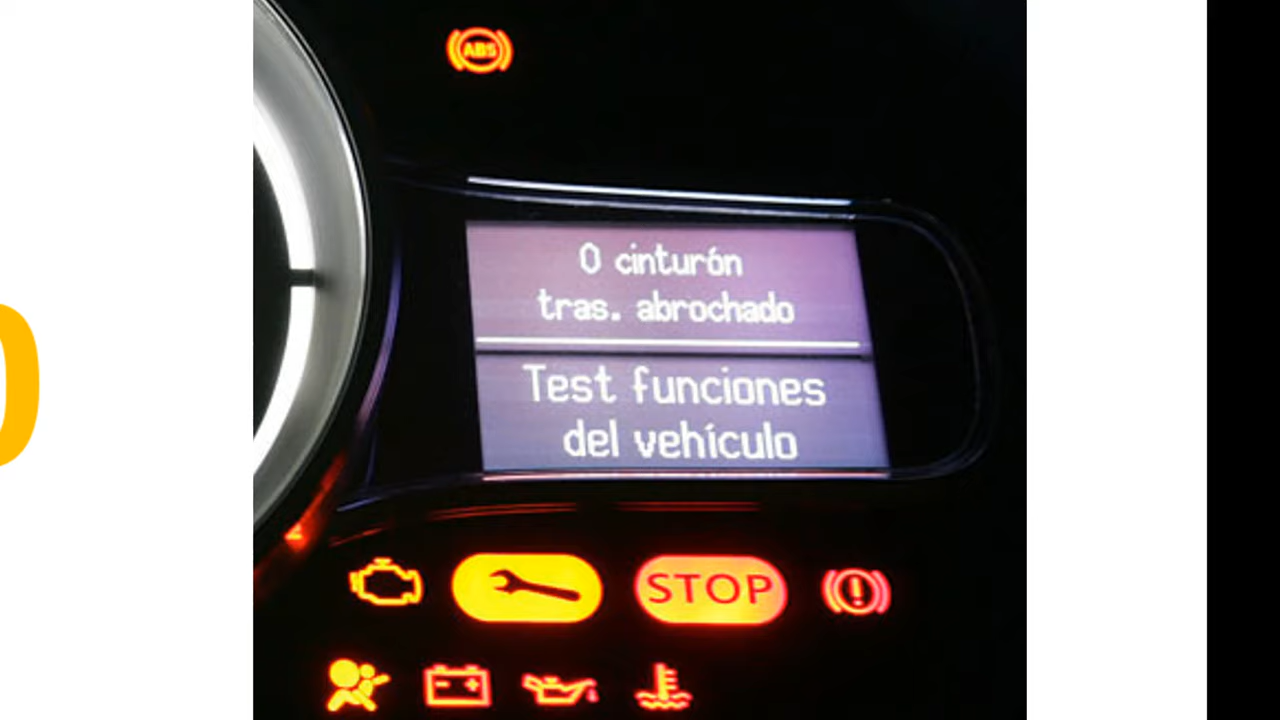 ABS
0 cinturón
tras. abrochado
Test funciones
del vehículo
STOP